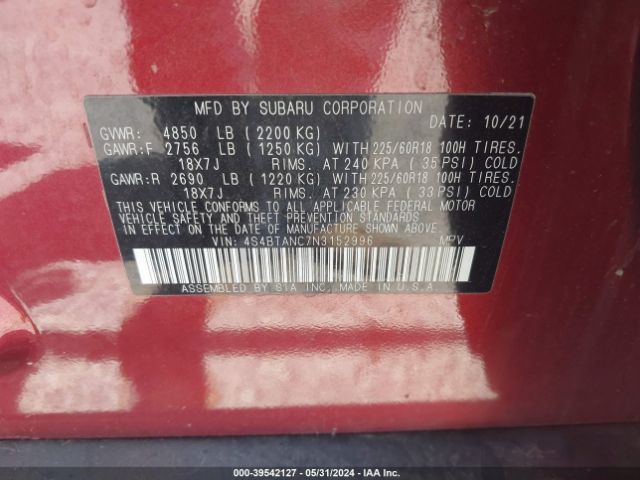 MFD BY SUBARU CORPORATION DATE: 10/21
GVWR: 4850 LB ( 2200 KG)
GAWR:F 2756 LB ( 1250 KG) WITH 225/60R18 100H TIRES.
18X7J RIMS. AT 240 KPA ( 35 PSI) COLD
GAWR:R 2690 LB ( 1220 KG) WITH 225/60R18 100H TIRES.
18X7J RIMS. AT 230 KPA ( 33 PSI) COLD
THIS VEHICLE CONFORMS TO ALL APPLICABLE FEDERAL MOTOR
VEHICLE SAFETY AND THEFT PREVENTION STANDARDS
IN EFFECT ON THE DATE OF MANUFACTURE SHOWN ABOVE.
VIN: 4S4BTANC7N3152996 MPV
ASSEMBLED BY SIA INC. MADE IN U.S.A.
000-39542127 - 05/31/2024 - IAA Inc.